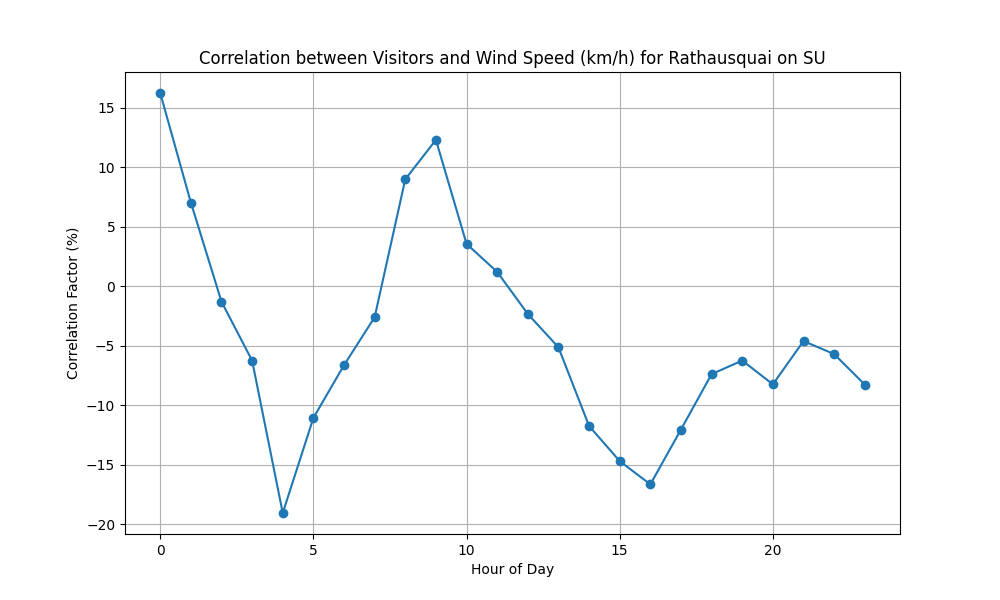 Correlation between Visitors and Wind Speed (km/h) for Rathausquai on SU
Correlation Factor (%)
15
10
5
0
−5
−10
−15
−20
0 5 10 15 20
Hour of Day